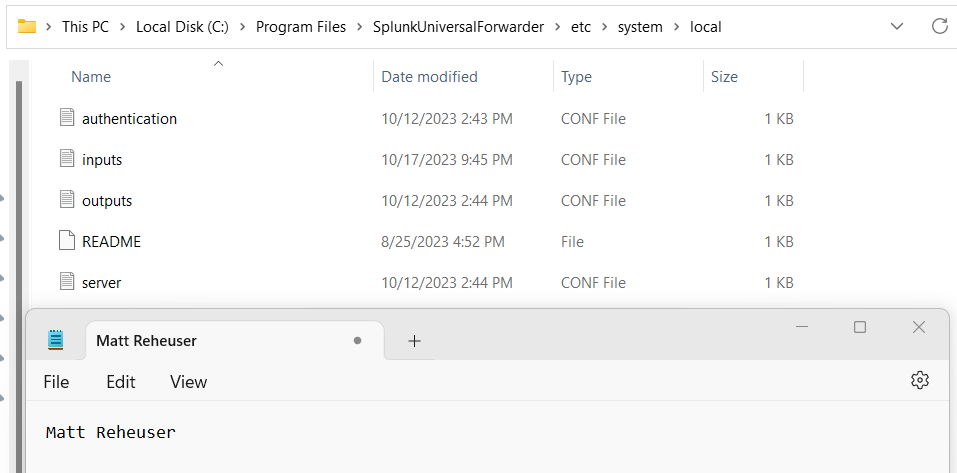 This PC > Local Disk (C:) > Program Files > SplunkUniversalForwarder > etc > system > local
Name Date modified Type Size
authentication 10/12/2023 2:43 PM CONF File 1 KB
inputs 10/17/2023 9:45 PM CONF File 1 KB
outputs 10/12/2023 2:44 PM CONF File 1 KB
README 8/25/2023 4:52 PM File 1 KB
server 10/12/2023 2:44 PM CONF File 1 KB
Matt Reheuser
File Edit View
Matt Reheuser